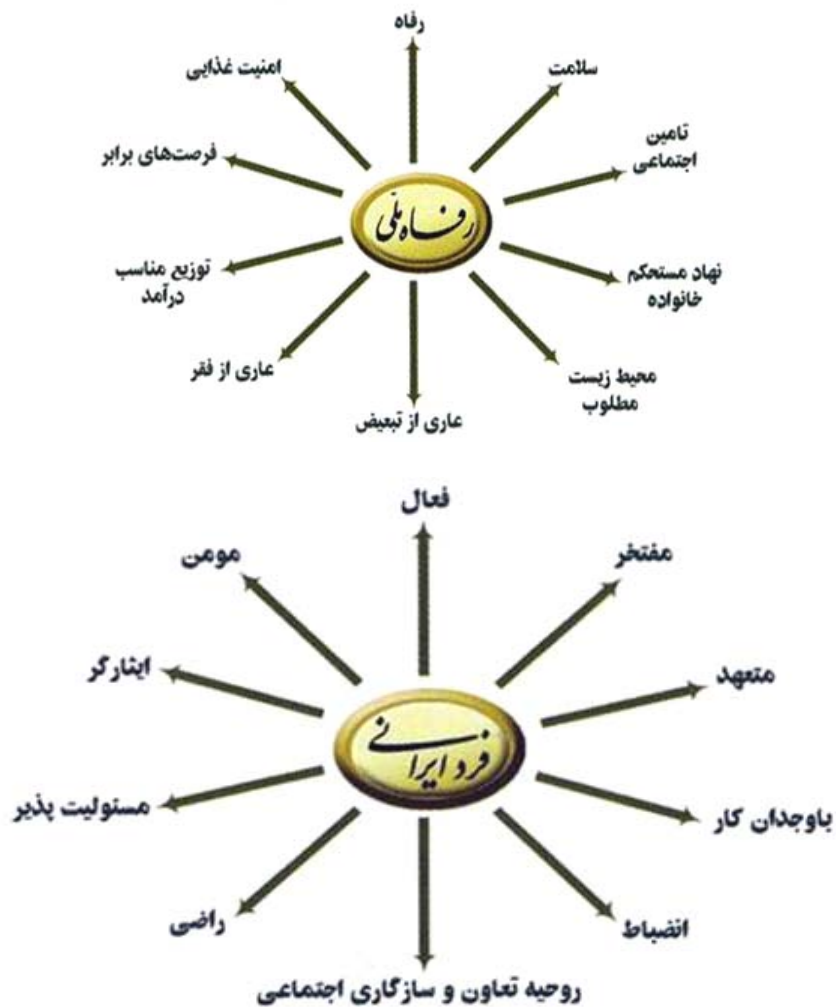 رفاه
سلامت
امنیت غذایی
تامین
اجتماعی
فرصت‌های برابر
رفاه ملی
نهاد مستحکم
خانواده
توزیع مناسب
درآمد
محیط زیست
مطلوب
عاری از فقر
عاری از تبعیض
فعال
مفتخر
مومن
متعهد
ایثارگر
فرد ایرانی
باوجدان کار
مسئولیت پذیر
انضباط
راضی
روحیه تعاون و سازگاری اجتماعی